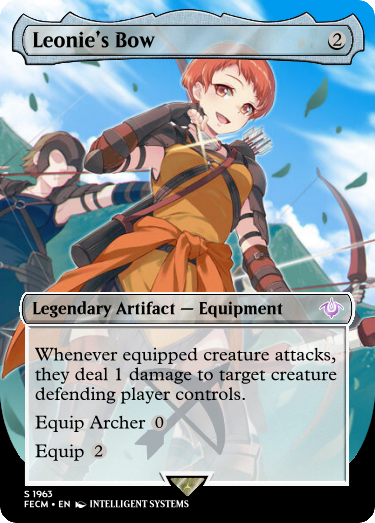 Leonie's Bow 2
Legendary Artifact — Equipment
Whenever equipped creature attacks,
they deal 1 damage to target creature
defending player controls.
Equip Archer 0
Equip 2
S 1963
FECM • EN INTELLIGENT SYSTEMS